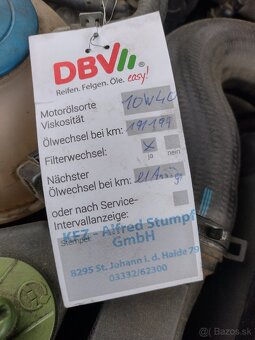 DBV
Reifen. Felgen. Öle. easy!
Motorölsorte
Viskosität 10W40
Ölwechsel bei km:
Filterwechsel: ja nein
Nächster
Ölwechsel bei km:
oder nach Service-
Intervallanzeige:
Stempel:
KFZ - Alfred Stumpf
GmbH
8295 St. Johann i. d. Haide 79
03332/62300
bazos.sk